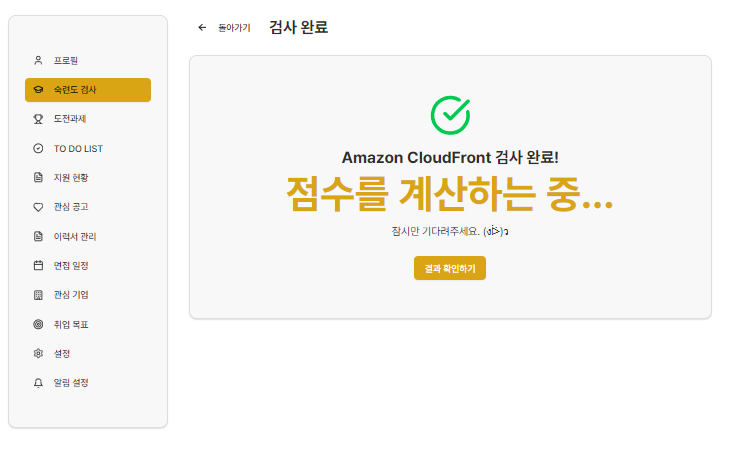 돌아가기
검사 완료
프로필
숙련도 검사
도전과제
TO DO LIST
지원 현황
관심 공고
이력서 관리
면접 일정
관심 기업
취업 목표
설정
알림 설정
Amazon CloudFront 검사 완료!
점수를 계산하는 중...
잠시만 기다려주세요.
결과 확인하기